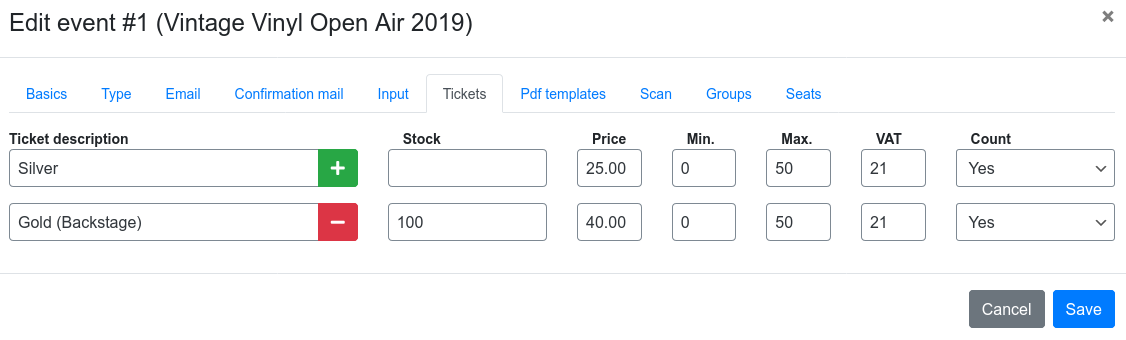 Edit event #1 (Vintage Vinyl Open Air 2019) ×
Basics Type Email Confirmation mail Input Tickets Pdf templates Scan Groups Seats
Ticket description Stock Price Min. Max. VAT Count
Silver + 25.00 0 50 21 Yes
Gold (Backstage) − 100 40.00 0 50 21 Yes
Cancel Save